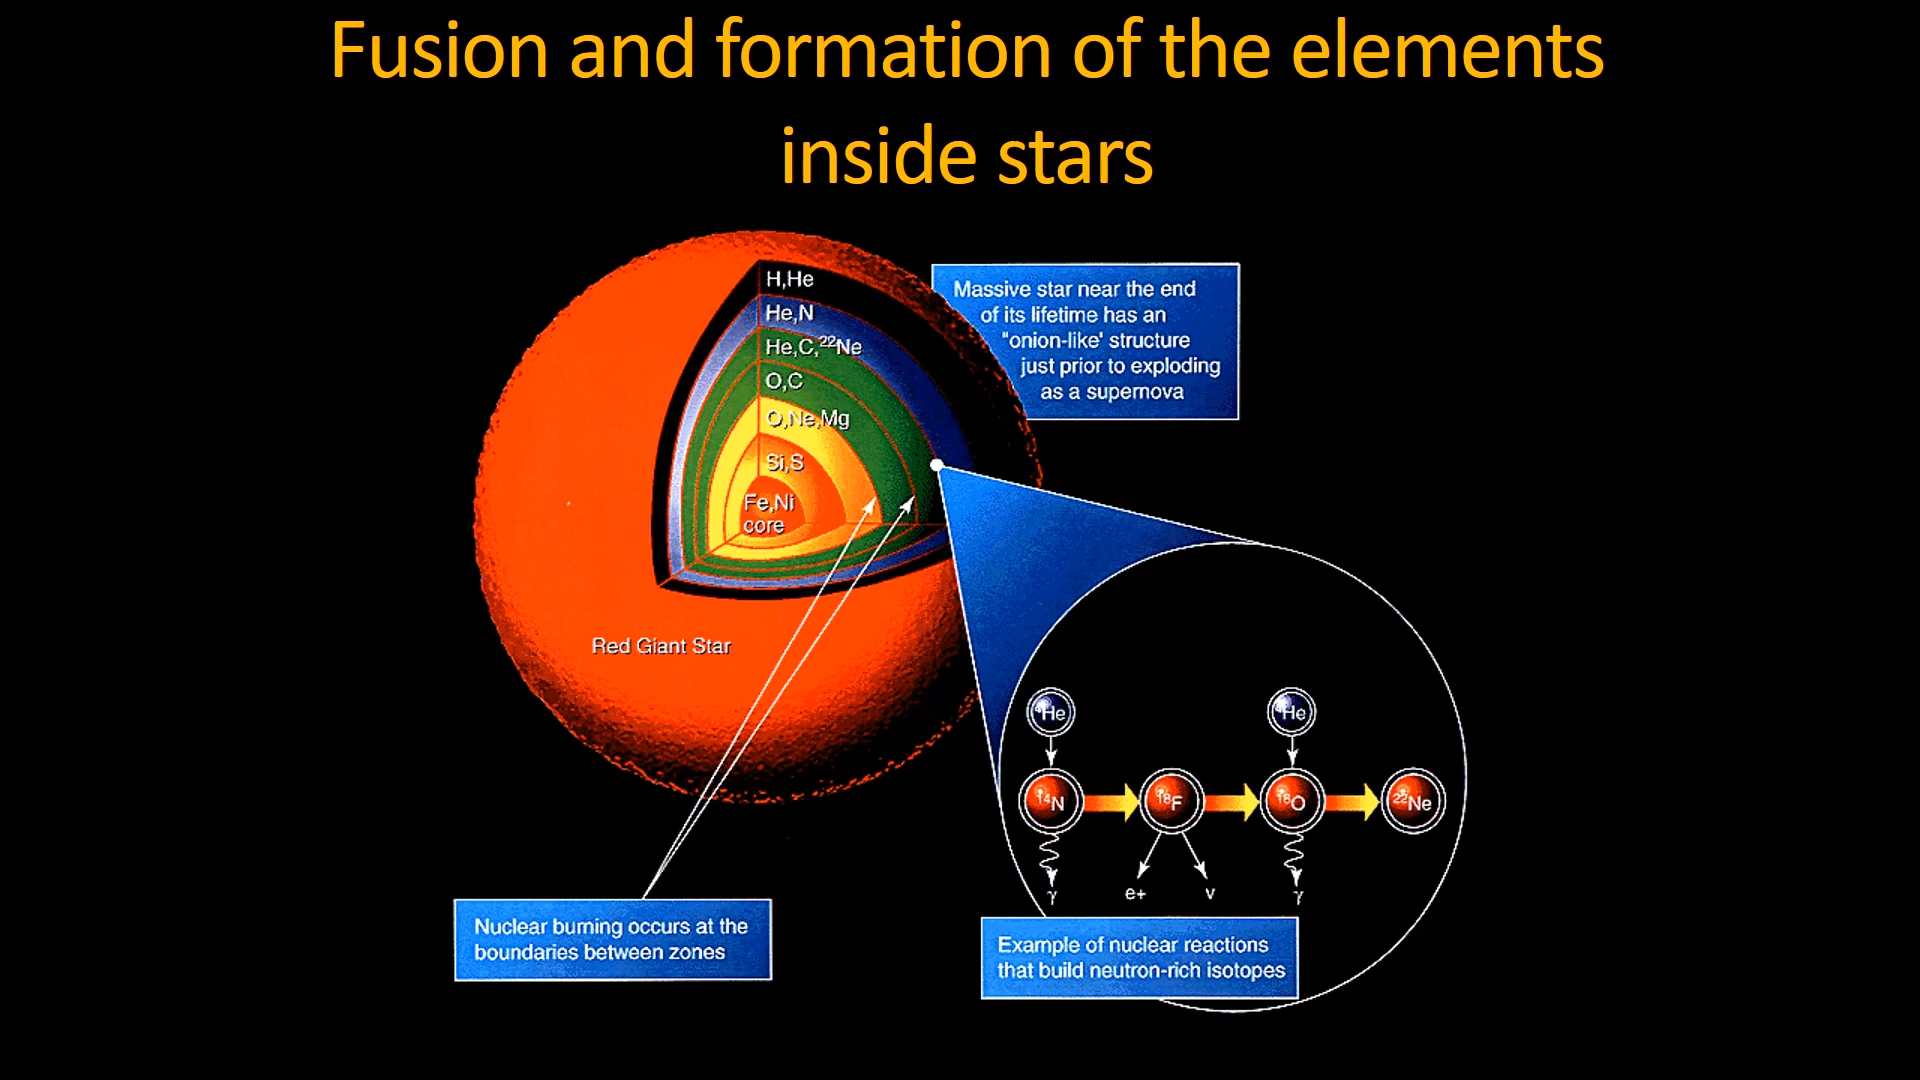 Fusion and formation of the elements
inside stars
H,He
He,N
He,C,²²Ne
O,C
O,Ne,Mg
Si,S
Fe,Ni
core
Red Giant Star
Massive star near the end
of its lifetime has an
"onion-like' structure
just prior to exploding
as a supernova
⁴He
⁴He
¹⁴N
¹⁸F
¹⁸O
²²Ne
γ
e+
ν
γ
Nuclear burning occurs at the
boundaries between zones
Example of nuclear reactions
that build neutron-rich isotopes